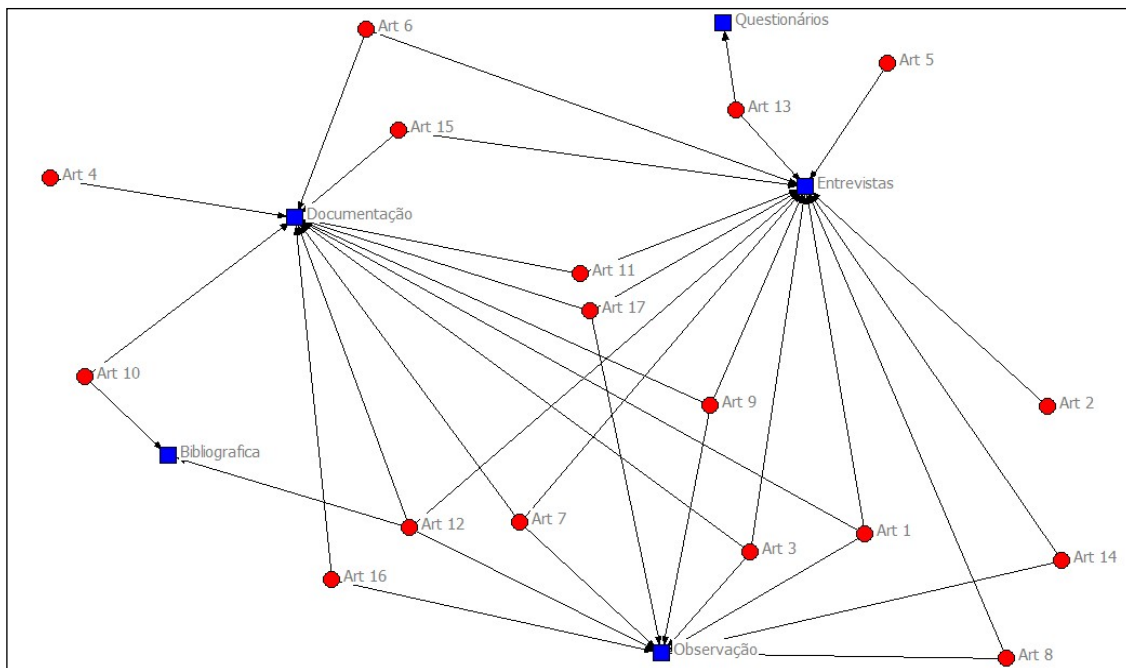 Questionários
Art 6
Art 5
Art 13
Art 15
Art 4
Entrevistas
Documentação
Art 11
Art 17
Art 10
Art 9
Art 2
Bibliografica
Art 12
Art 7
Art 1
Art 3
Art 14
Art 16
Observação
Art 8